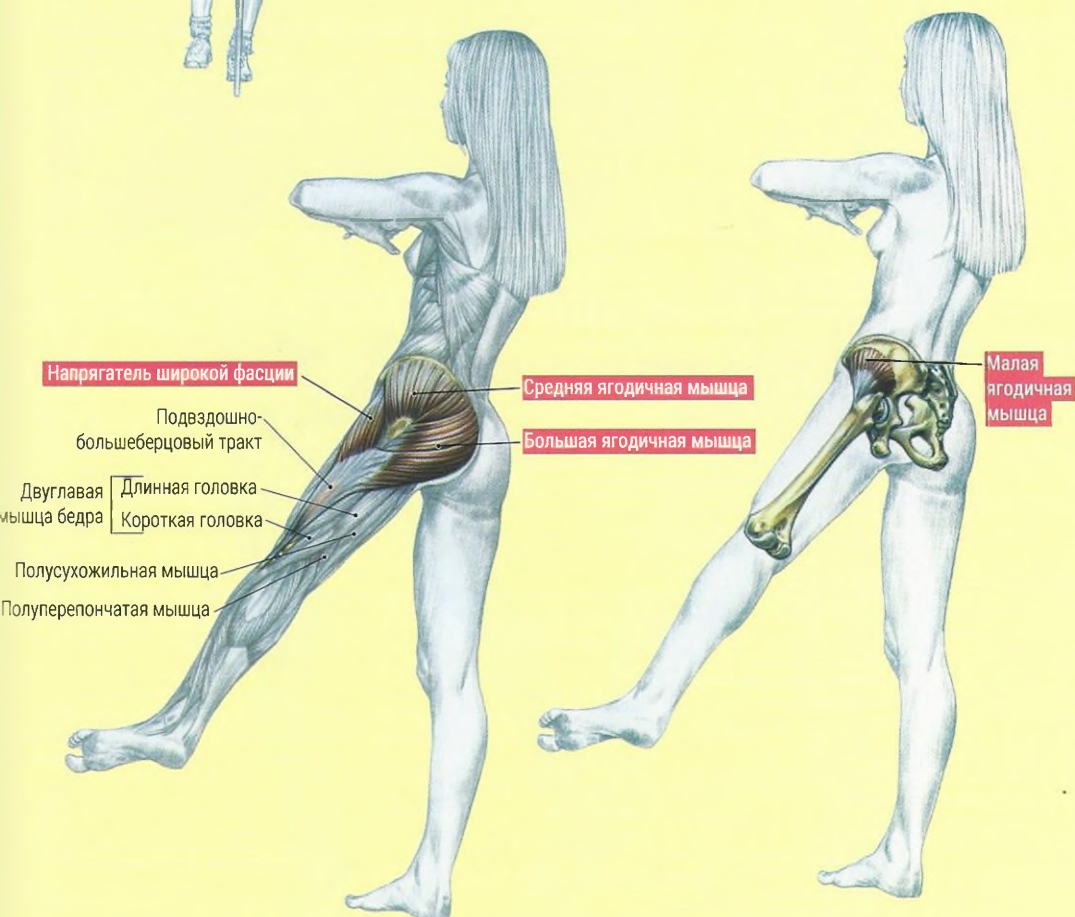 Напрягатель широкой фасции
Подвздошно-
большеберцовый тракт
Двуглавая
мышца бедра
Длинная головка
Короткая головка
Полусухожильная мышца
Полуперепончатая мышца
Средняя ягодичная мышца
Большая ягодичная мышца
Малая
ягодичная
мышца